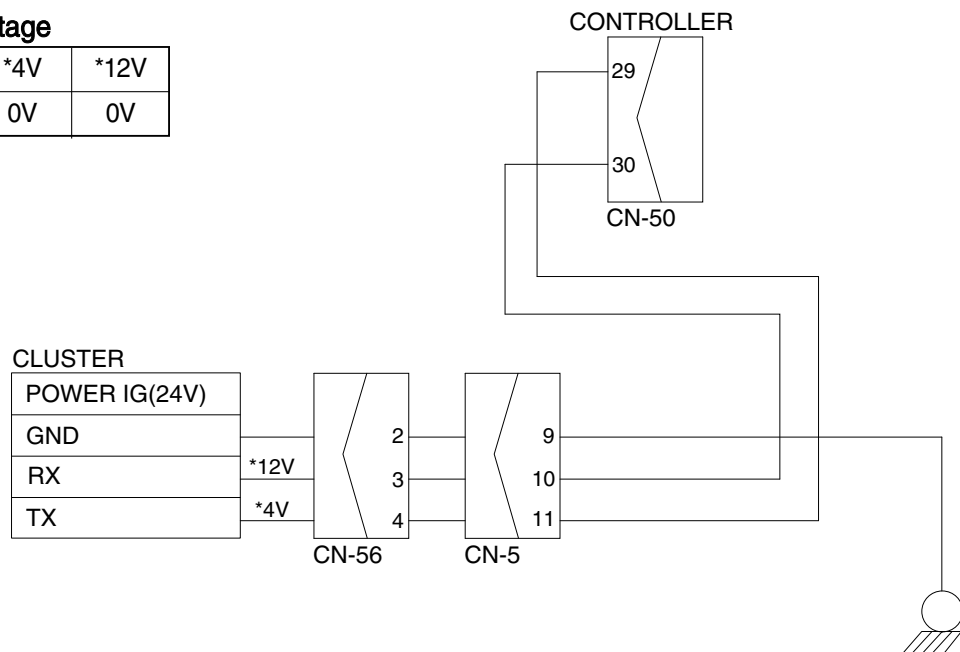 CONTROLLER
*4V *12V
0V 0V
29
30
CN-50
CLUSTER
POWER IG(24V)
GND
RX
TX
*12V
*4V
2
3
4
CN-56
9
10
11
CN-5